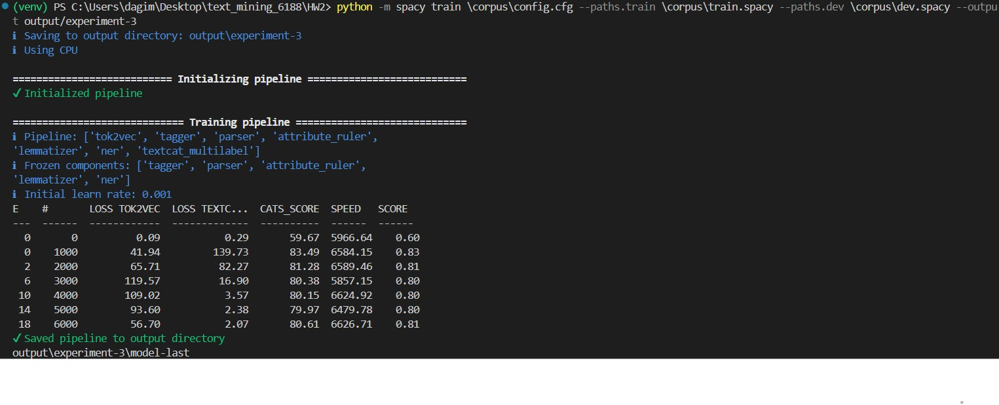 (venv) PS C:\Users\dagim\Desktop\text_mining_6188\HW2> python -m spacy train \corpus\config.cfg --paths.train \corpus\train.spacy --paths.dev \corpus\dev.spacy --outpu
t output/experiment-3
ℹ Saving to output directory: output\experiment-3
ℹ Using CPU
=========================== Initializing pipeline ===========================
✔ Initialized pipeline
============================= Training pipeline =============================
ℹ Pipeline: ['tok2vec', 'tagger', 'parser', 'attribute_ruler',
'lemmatizer', 'ner', 'textcat_multilabel']
ℹ Frozen components: ['tagger', 'parser', 'attribute_ruler',
'lemmatizer', 'ner']
ℹ Initial learn rate: 0.001
E    #       LOSS TOK2VEC  LOSS TEXTC...  CATS_SCORE  SPEED   SCORE
---  ------  ------------  -------------  ----------  ------  ------
  0       0          0.09           0.29       59.67  5966.64    0.60
  0    1000         41.94         139.73       83.49  6584.15    0.83
  2    2000         65.71          82.27       81.28  6589.46    0.81
  6    3000        119.57          16.90       80.38  5857.15    0.80
 10    4000        109.02           3.57       80.15  6624.92    0.80
 14    5000         93.60           2.38       79.97  6479.78    0.80
 18    6000         56.70           2.07       80.61  6626.71    0.81
✔ Saved pipeline to output directory
output\experiment-3\model-last